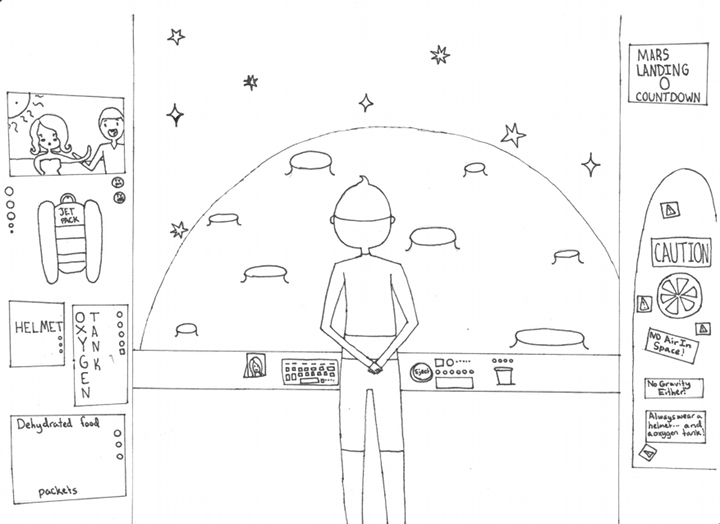 MARS
LANDING
0
COUNTDOWN
JET
PACK
CAUTION
HELMET
OXYGEN
TANK
NO Air In
Space!
Eject
No Gravity
Either!
Always wear a
helmet... and
a oxygen tank!
Dehydrated food
packets